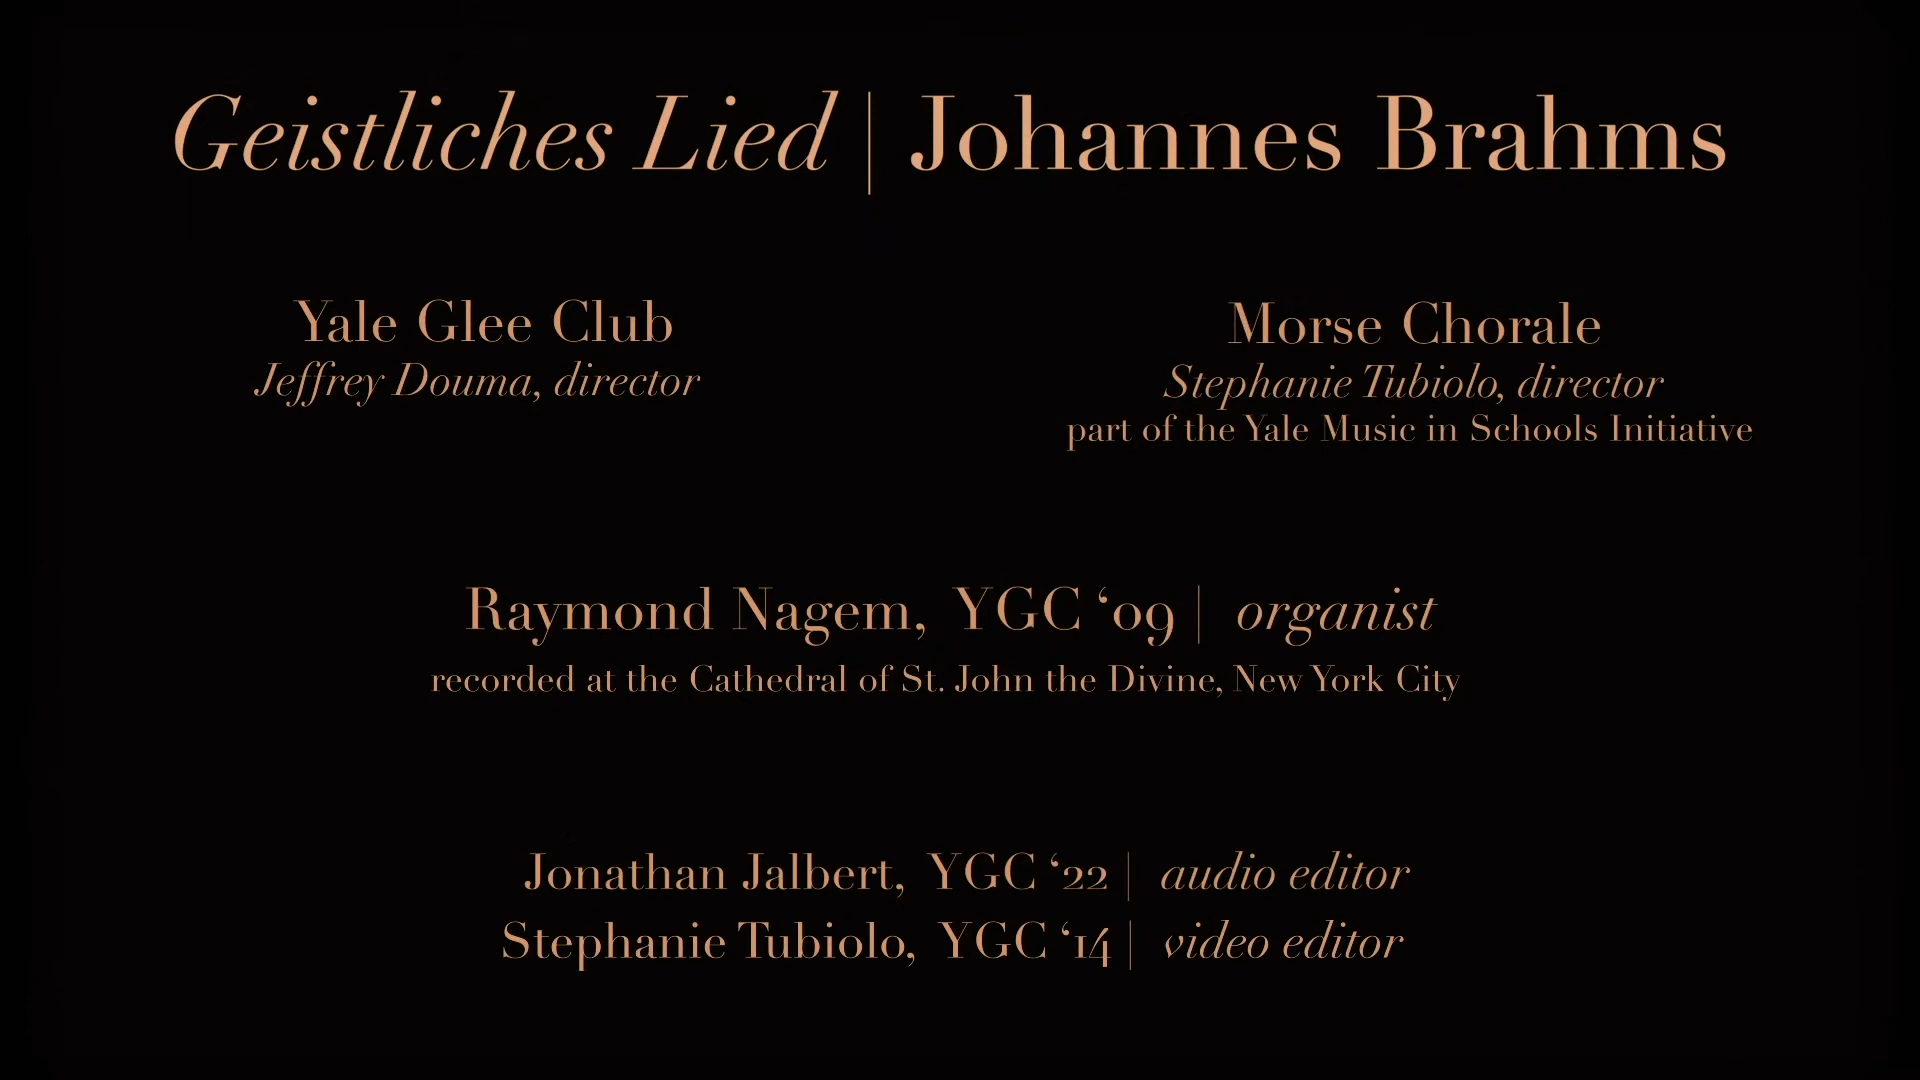 Geistliches Lied | Johannes Brahms
Yale Glee Club
Jeffrey Douma, director
Morse Chorale
Stephanie Tubiolo, director
part of the Yale Music in Schools Initiative
Raymond Nagem, YGC ‘09 | organist
recorded at the Cathedral of St. John the Divine, New York City
Jonathan Jalbert, YGC ‘22 | audio editor
Stephanie Tubiolo, YGC ‘14 | video editor